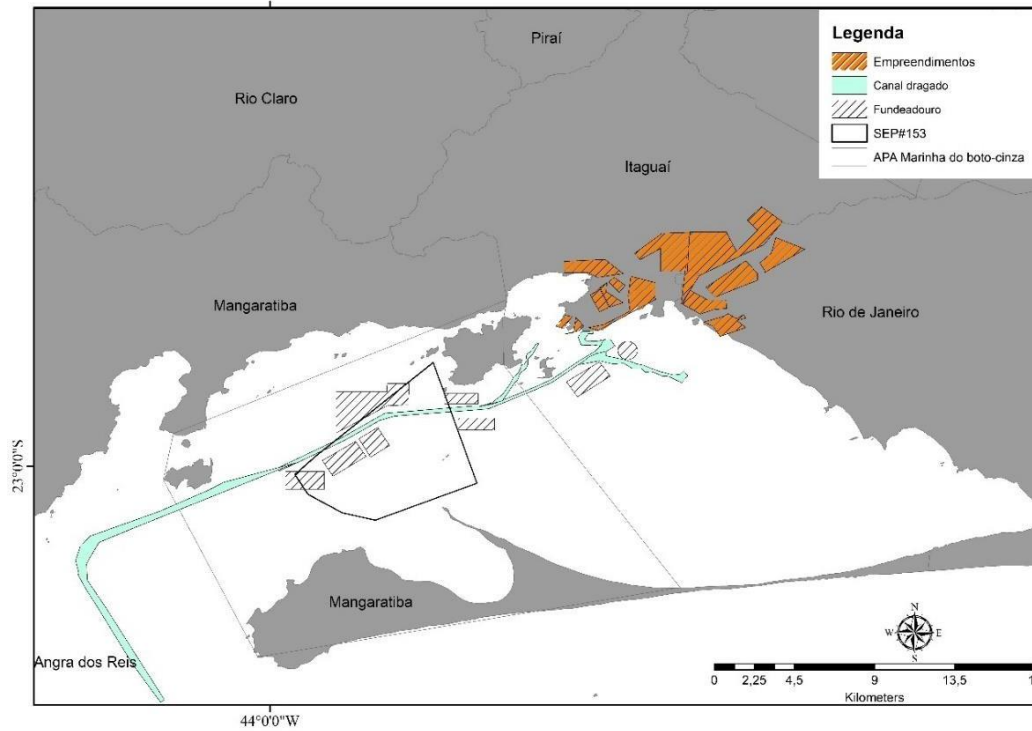 Piraí
Rio Claro
Itaguaí
Mangaratiba
Rio de Janeiro
Mangaratiba
Angra dos Reis
Legenda
Empreendimentos
Canal dragado
Fundeadouro
SEP#153
APA Marinha do boto-cinza
23°0'0"S
44°0'0"W
N
W E
S
0 2,25 4,5 9 13,5
Kilometers